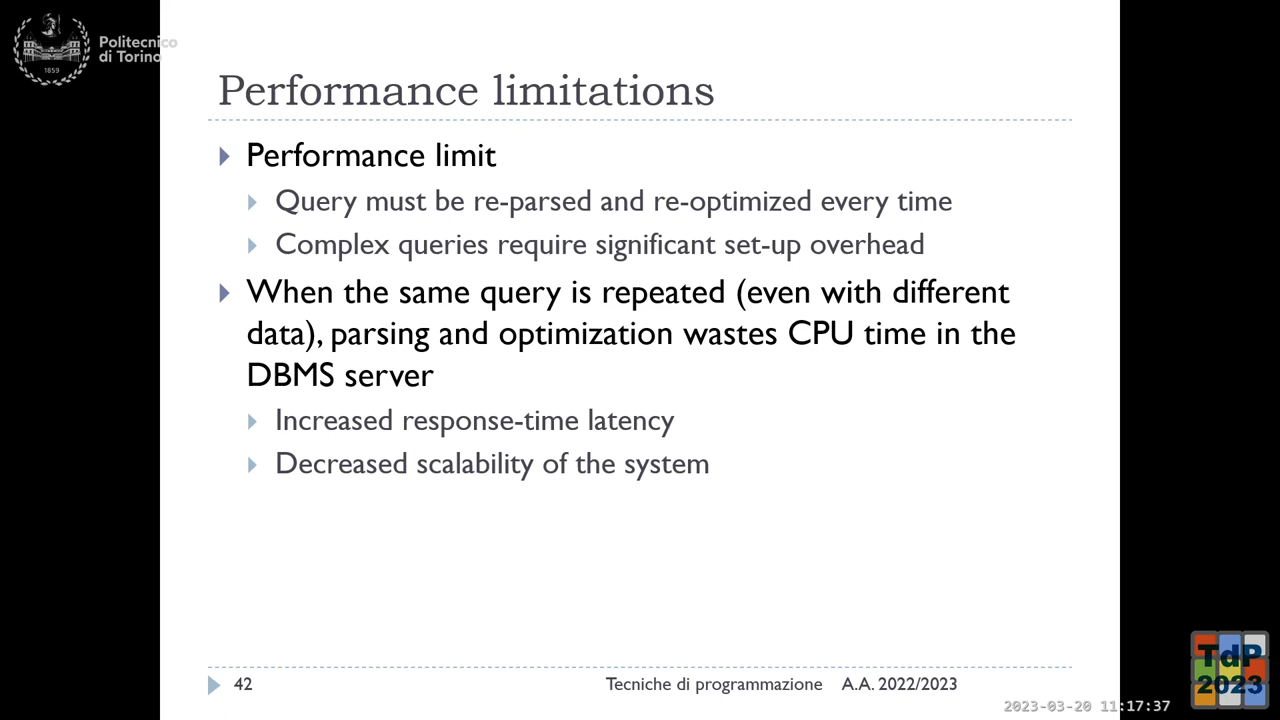 Politecnico
di Torino
1859
Performance limitations
Performance limit
Query must be re-parsed and re-optimized every time
Complex queries require significant set-up overhead
When the same query is repeated (even with different
data), parsing and optimization wastes CPU time in the
DBMS server
Increased response-time latency
Decreased scalability of the system
42
Tecniche di programmazione A.A. 2022/2023
2023-03-20 11:17:37
TdP
2023